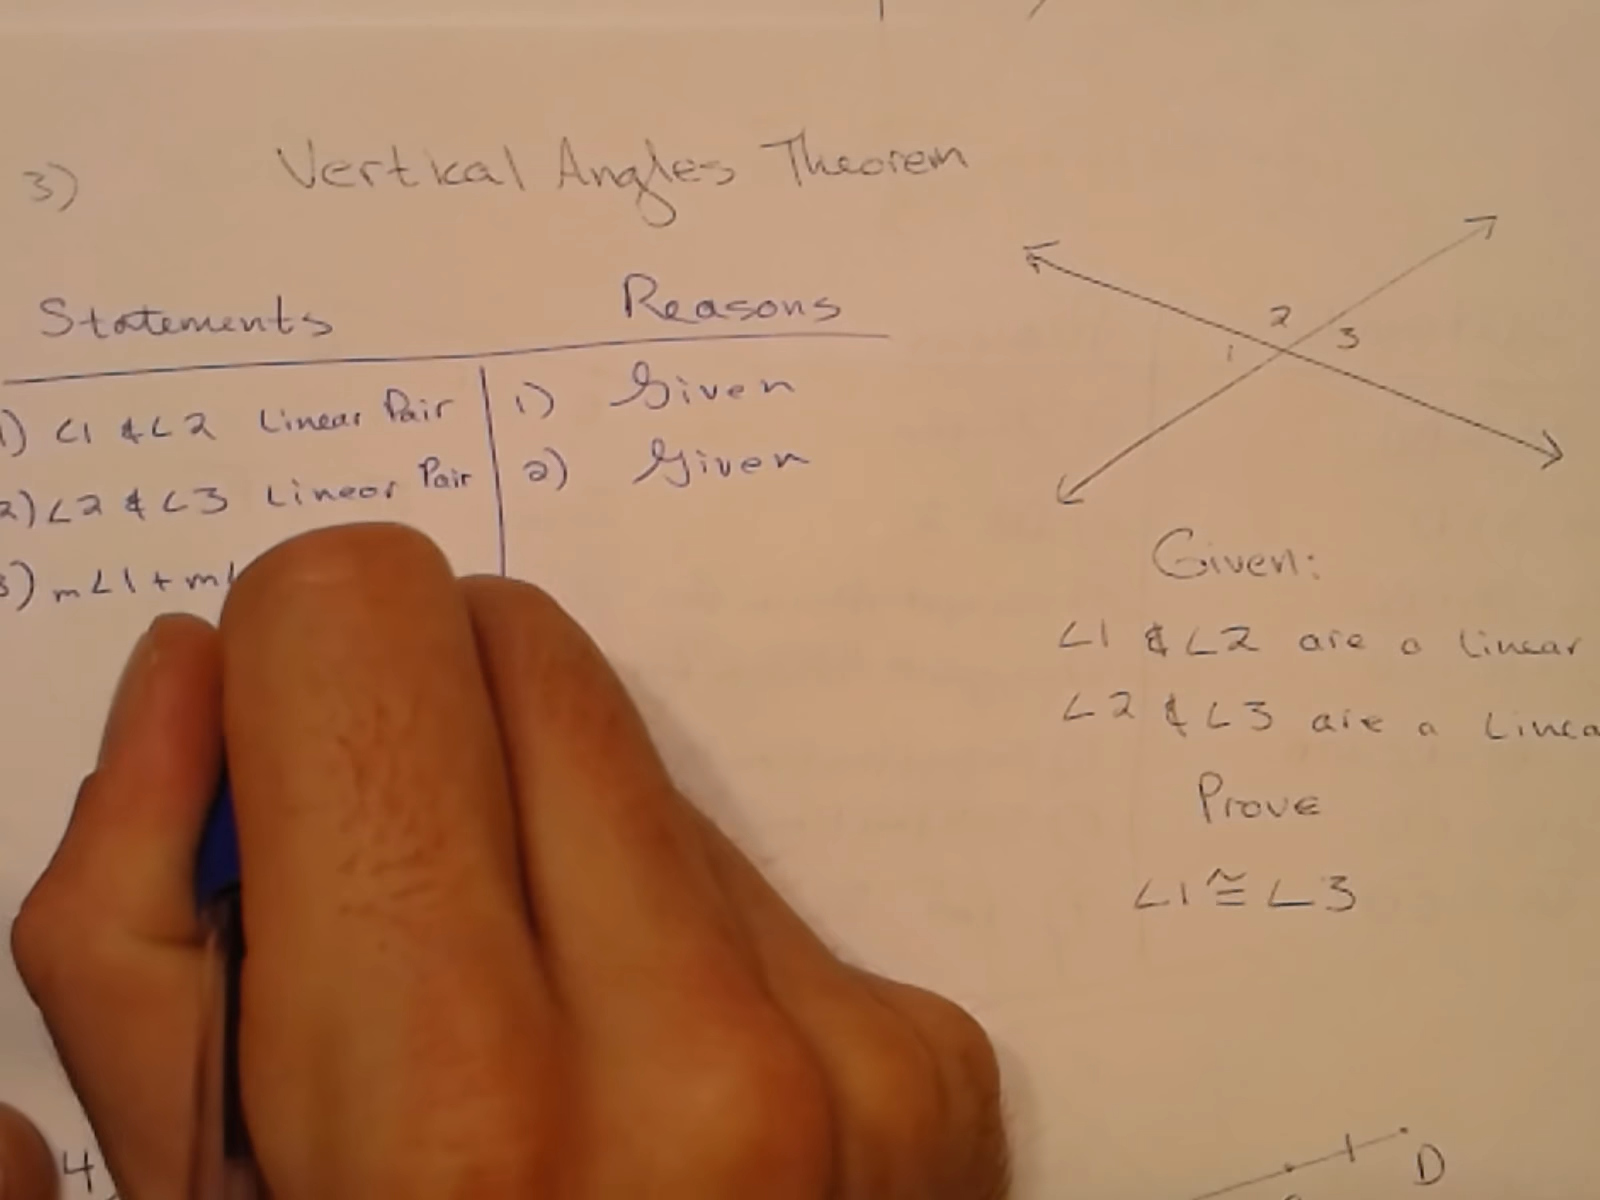 3) Vertical Angles Theorem
Statements Reasons
1) ∠1 & ∠2 Linear Pair 1) Given
2) ∠2 & ∠3 Linear Pair 2) Given
3) m∠1 + m∠
2
3
1
Given:
∠1 & ∠2 are a linear
∠2 & ∠3 are a Linea
Prove
∠1 ≅ ∠3
4
D